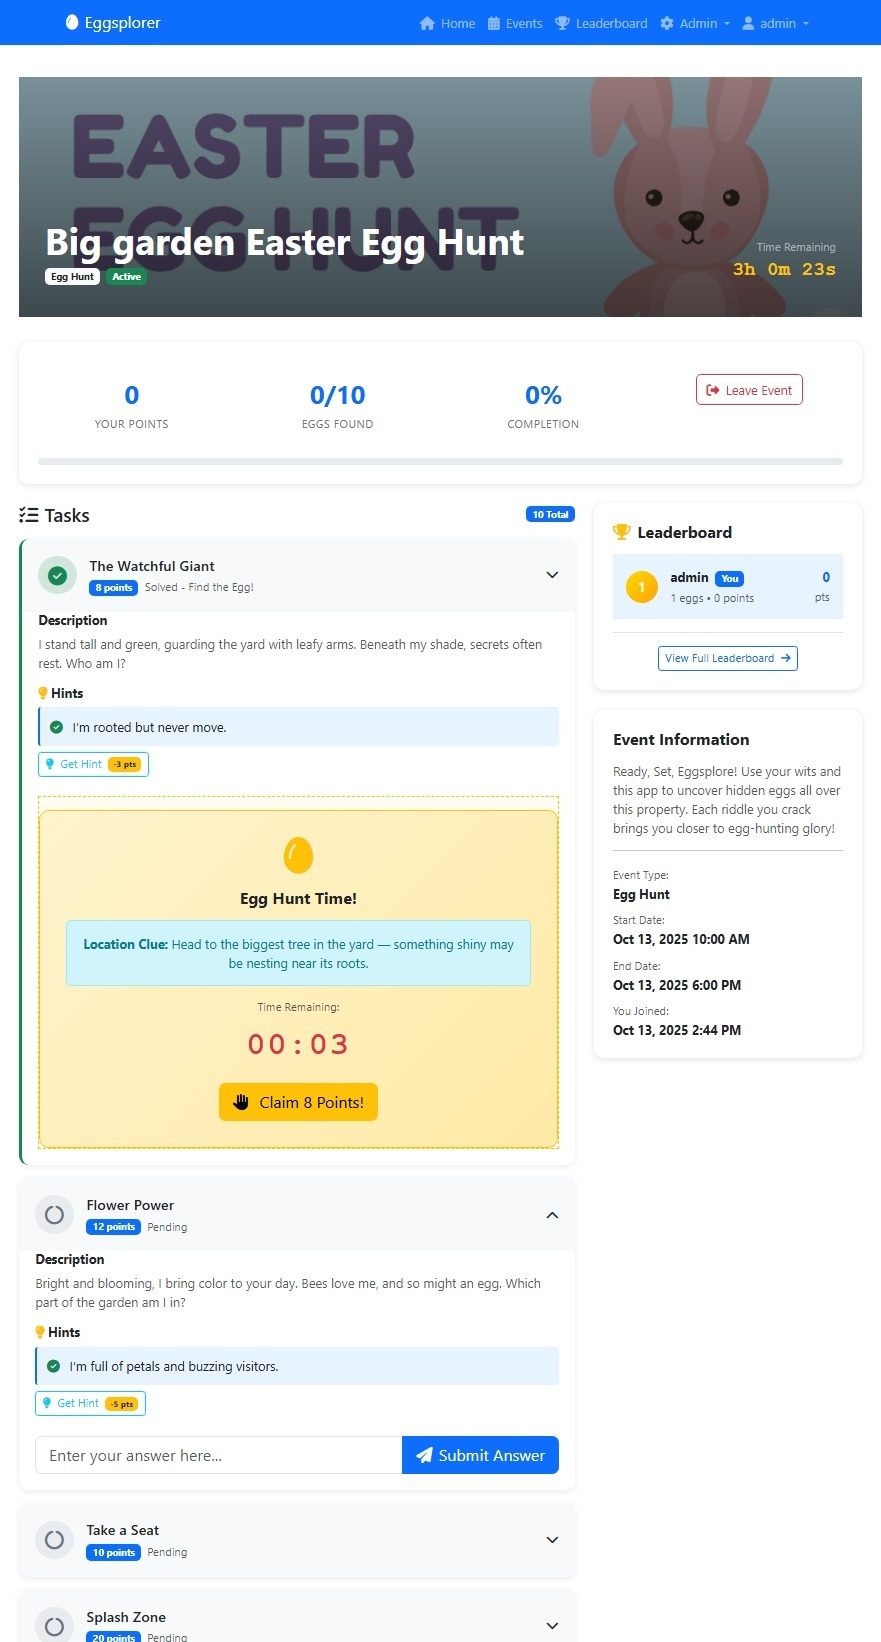 Eggsplorer
Home Events Leaderboard Admin admin
EASTER
EGG HUNT
Big garden Easter Egg Hunt
Egg Hunt Active
Time Remaining
3h 0m 23s
0
YOUR POINTS
0/10
EGGS FOUND
0%
COMPLETION
Leave Event
Tasks
10 Total
The Watchful Giant
8 points Solved - Find the Egg!
Description
I stand tall and green, guarding the yard with leafy arms. Beneath my shade, secrets often
rest. Who am I?
Hints
I'm rooted but never move.
Get Hint -3 pts
Egg Hunt Time!
Location Clue: Head to the biggest tree in the yard — something shiny may
be nesting near its roots.
Time Remaining:
00:03
Claim 8 Points!
Flower Power
12 points Pending
Description
Bright and blooming, I bring color to your day. Bees love me, and so might an egg. Which
part of the garden am I in?
Hints
I'm full of petals and buzzing visitors.
Get Hint -5 pts
Enter your answer here...
Submit Answer
Take a Seat
10 points Pending
Splash Zone
20 points Pending
Leaderboard
1
admin You
1 eggs • 0 points
0
pts
View Full Leaderboard
Event Information
Ready, Set, Eggsplore! Use your wits and
this app to uncover hidden eggs all over
this property. Each riddle you crack
brings you closer to egg-hunting glory!
Event Type:
Egg Hunt
Start Date:
Oct 13, 2025 10:00 AM
End Date:
Oct 13, 2025 6:00 PM
You Joined:
Oct 13, 2025 2:44 PM